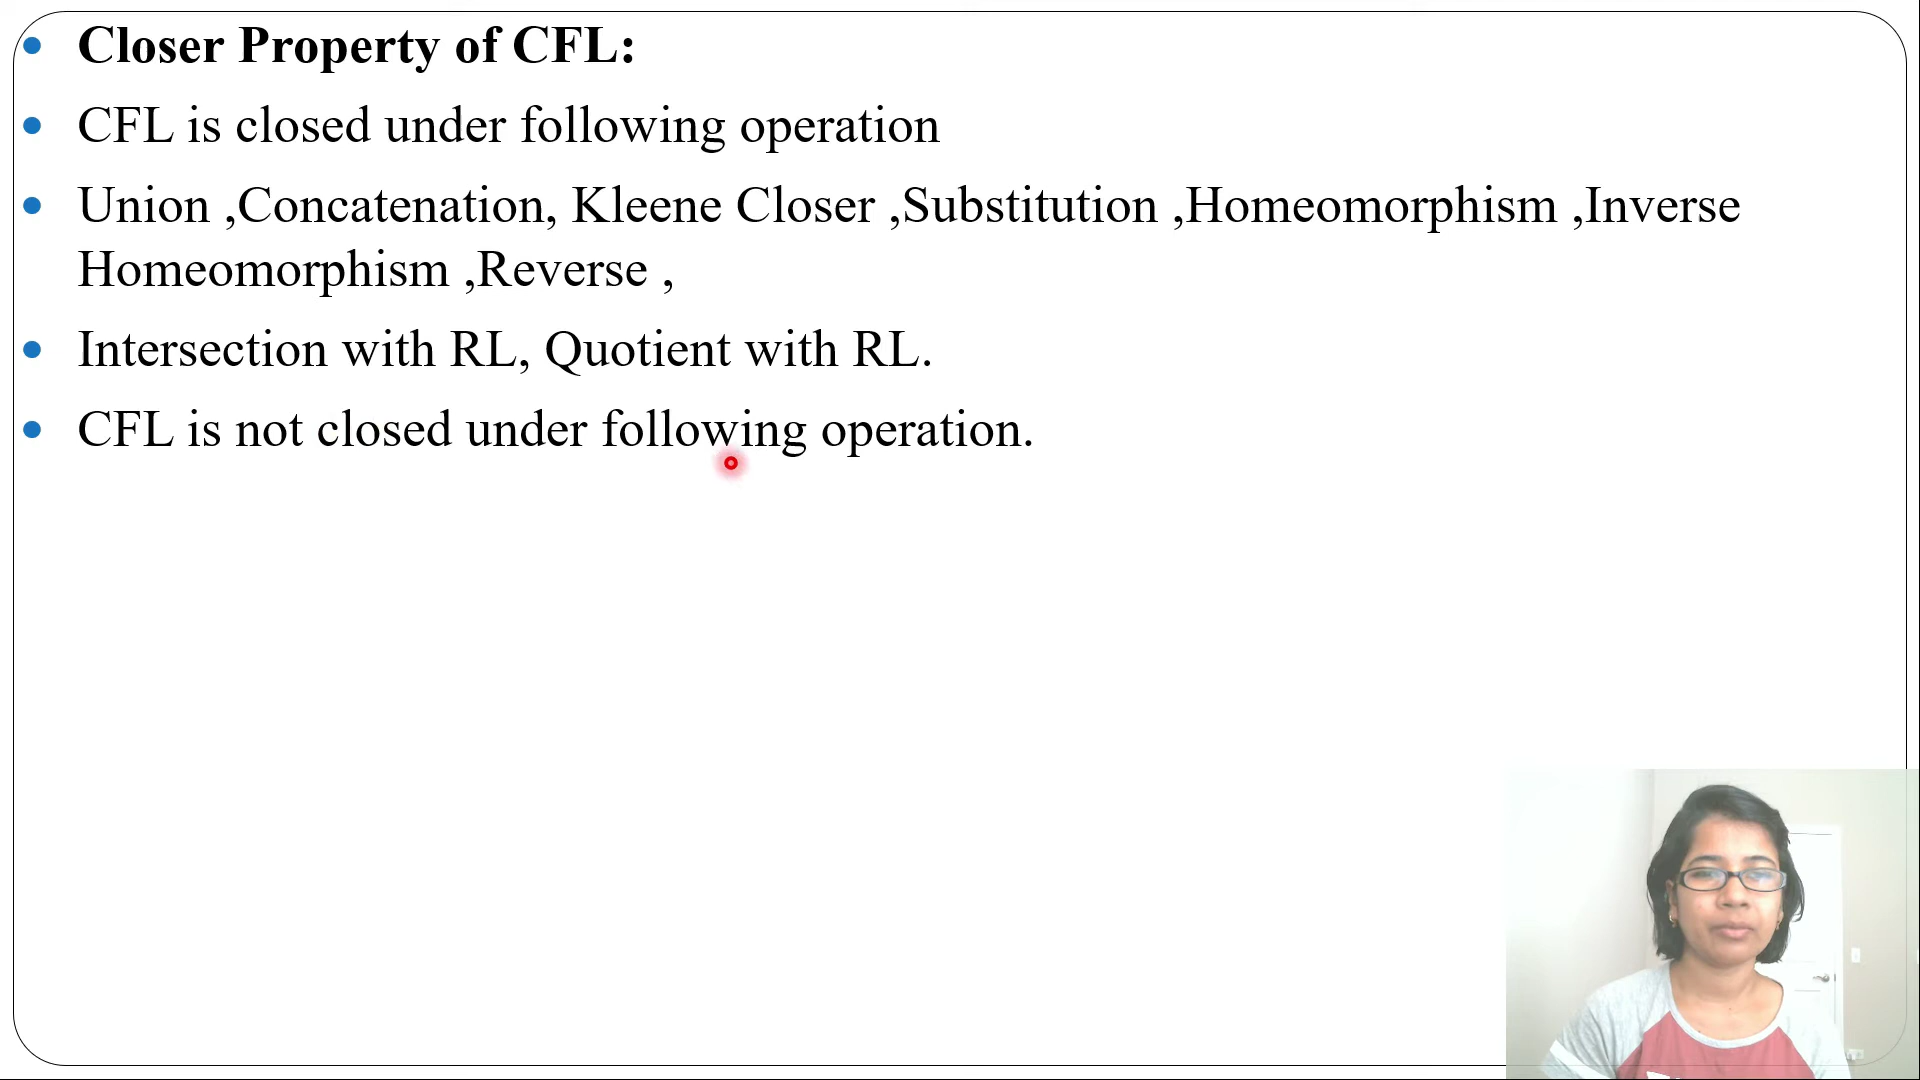 Closer Property of CFL:
CFL is closed under following operation
Union ,Concatenation, Kleene Closer ,Substitution ,Homeomorphism ,Inverse
Homeomorphism ,Reverse ,
Intersection with RL, Quotient with RL.
CFL is not closed under following operation.